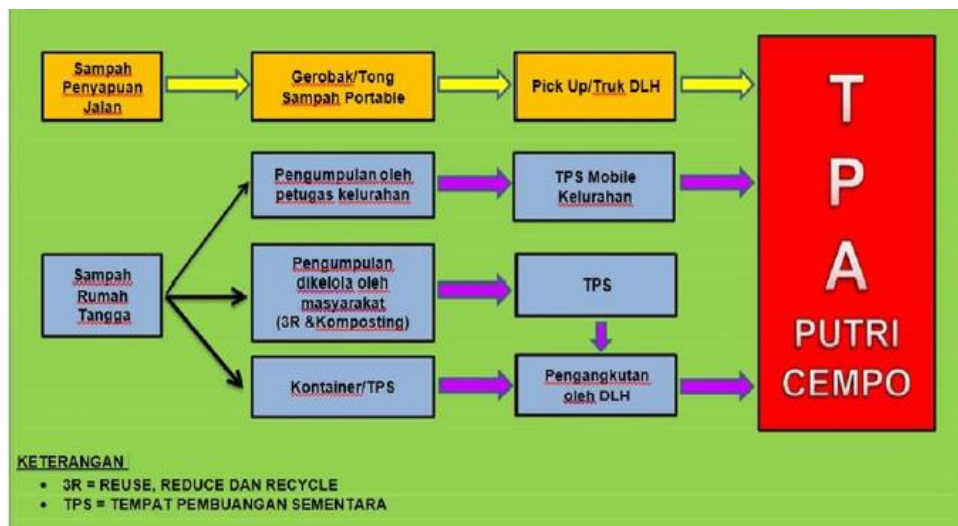 Sampah
Penyapuan
Jalan
Gerobak/Tong
Sampah Portable
Pick Up/Truk DLH
Pengumpulan oleh
petugas kelurahan
TPS Mobile
Kelurahan
Sampah
Rumah
Tangga
Pengumpulan
dikelola oleh
masyarakat
(3R &Komposting)
TPS
Kontainer/TPS
Pengangkutan
oleh DLH
T
P
A
PUTRI
CEMPO
KETERANGAN
• 3R = REUSE, REDUCE DAN RECYCLE
• TPS = TEMPAT PEMBUANGAN SEMENTARA